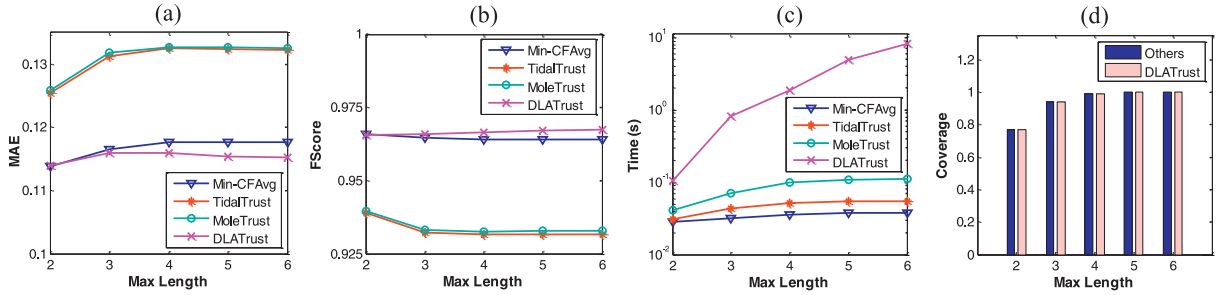 (a)
0.13
0.12
0.11
0.1
MAE
2 3 4 5 6
Max Length
Min-CFAvg
TidalTrust
MoleTrust
DLATrust
(b)
1
0.975
0.95
0.925
FScore
2 3 4 5 6
Max Length
Min-CFAvg
TidalTrust
MoleTrust
DLATrust
(c)
10^1
10^0
10^-1
10^-2
Time (s)
2 3 4 5 6
Max Length
Min-CFAvg
TidalTrust
MoleTrust
DLATrust
(d)
1.2
1
0.8
0.6
0.4
0.2
0
Coverage
2 3 4 5 6
Max Length
Others
DLATrust